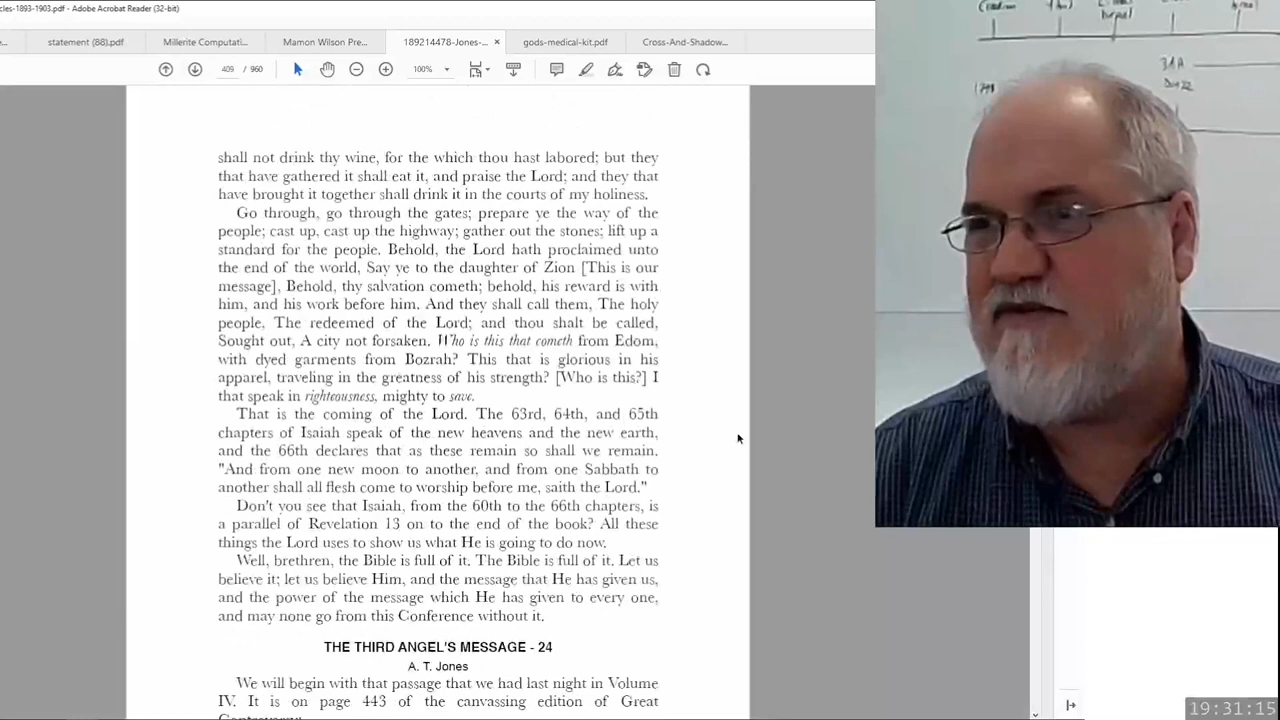 cles-1893-1903.pdf - Adobe Acrobat Reader (32-bit)
statement (88).pdf
Millerite Computati...
Mamon Wilson Pre...
189214478-Jones-...
gods-medical-kit.pdf
Cross-And-Shadow...
409 / 960
100%
shall not drink thy wine, for the which thou hast labored; but they
that have gathered it shall eat it, and praise the Lord; and they that
have brought it together shall drink it in the courts of my holiness.
Go through, go through the gates; prepare ye the way of the
people; cast up, cast up the highway; gather out the stones; lift up a
standard for the people. Behold, the Lord hath proclaimed unto
the end of the world, Say ye to the daughter of Zion [This is our
message], Behold, thy salvation cometh; behold, his reward is with
him, and his work before him. And they shall call them, The holy
people, The redeemed of the Lord; and thou shalt be called,
Sought out, A city not forsaken. Who is this that cometh from Edom,
with dyed garments from Bozrah? This that is glorious in his
apparel, traveling in the greatness of his strength? [Who is this?] I
that speak in righteousness, mighty to save.
That is the coming of the Lord. The 63rd, 64th, and 65th
chapters of Isaiah speak of the new heavens and the new earth,
and the 66th declares that as these remain so shall we remain.
"And from one new moon to another, and from one Sabbath to
another shall all flesh come to worship before me, saith the Lord."
Don't you see that Isaiah, from the 60th to the 66th chapters, is
a parallel of Revelation 13 on to the end of the book? All these
things the Lord uses to show us what He is going to do now.
Well, brethren, the Bible is full of it. The Bible is full of it. Let us
believe it; let us believe Him, and the message that He has given us,
and the power of the message which He has given to every one,
and may none go from this Conference without it.
THE THIRD ANGEL'S MESSAGE - 24
A. T. Jones
We will begin with that passage that we had last night in Volume
IV. It is on page 443 of the canvassing edition of Great
Controversy:
19:31:15